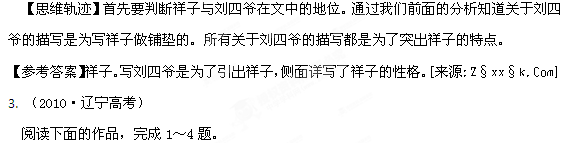 【思维轨迹】首先要判断祥子与刘四爷在文中的地位。通过我们前面的分析知道关于刘四
爷的描写是为写祥子做铺垫的。所有关于刘四爷的描写都是为了突出祥子的特点。
【参考答案】祥子。写刘四爷是为了引出祥子,侧面详写了祥子的性格。[来源:Z§xx§k.Com]
3. (2010·辽宁高考)
阅读下面的作品,完成 1～4 题。